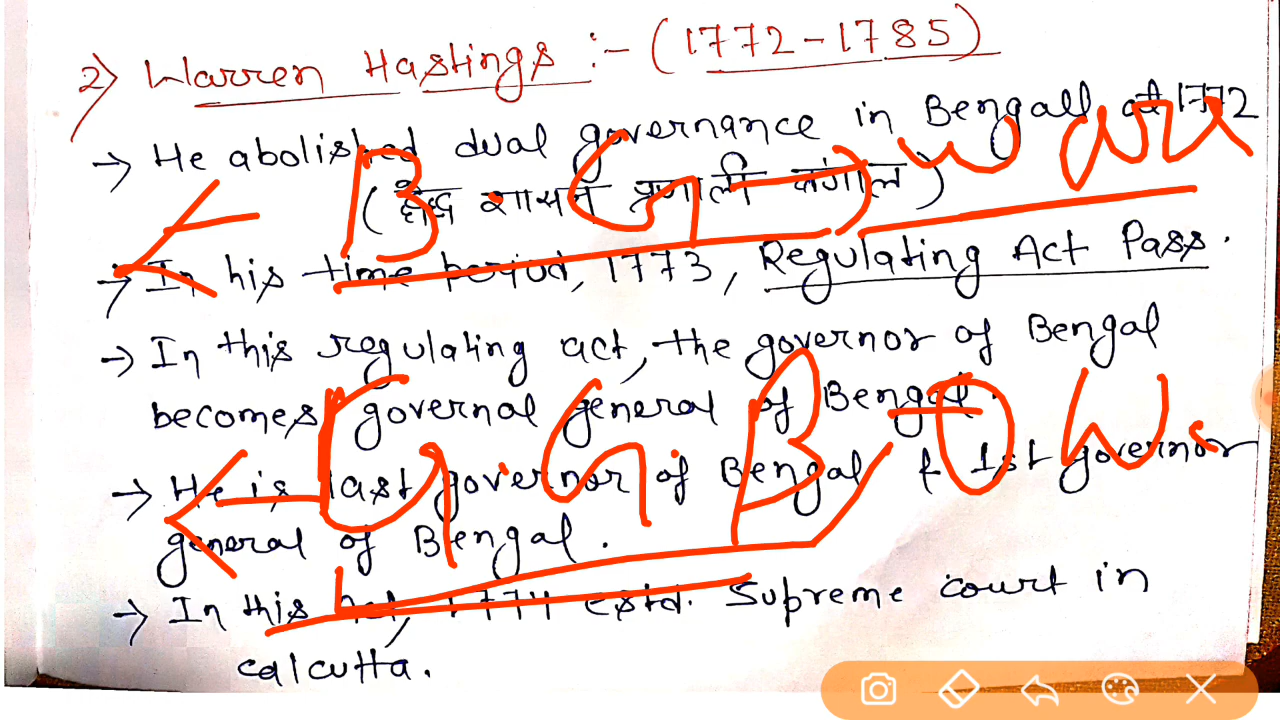 2) Warren Hastings :- (1772-1785)
→ He abolished dual governance in Bengall at 1772
(द्वैध शासन प्रणाली बंगाल)
→ In his time period, 1773, Regulating Act Pass.
→ In this regulating act, the governor of Bengal
becomes governal general of Bengal.
→ He is last governor of Bengal & 1st governor
general of Bengal.
→ In this Act, 1774 estd. Supreme court in
calcutta.